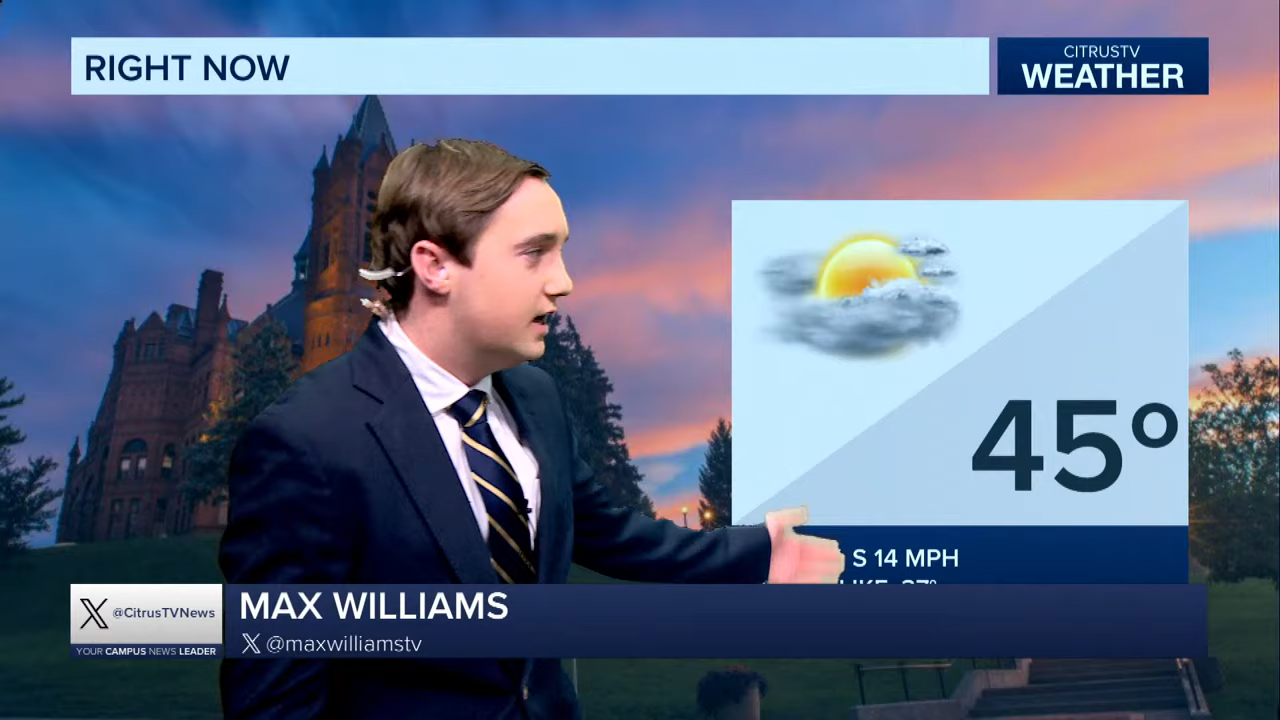 RIGHT NOW
CITRUSTV
WEATHER
45°
S 14 MPH
@CitrusTVNews
YOUR CAMPUS NEWS LEADER
MAX WILLIAMS
@maxwilliamstv